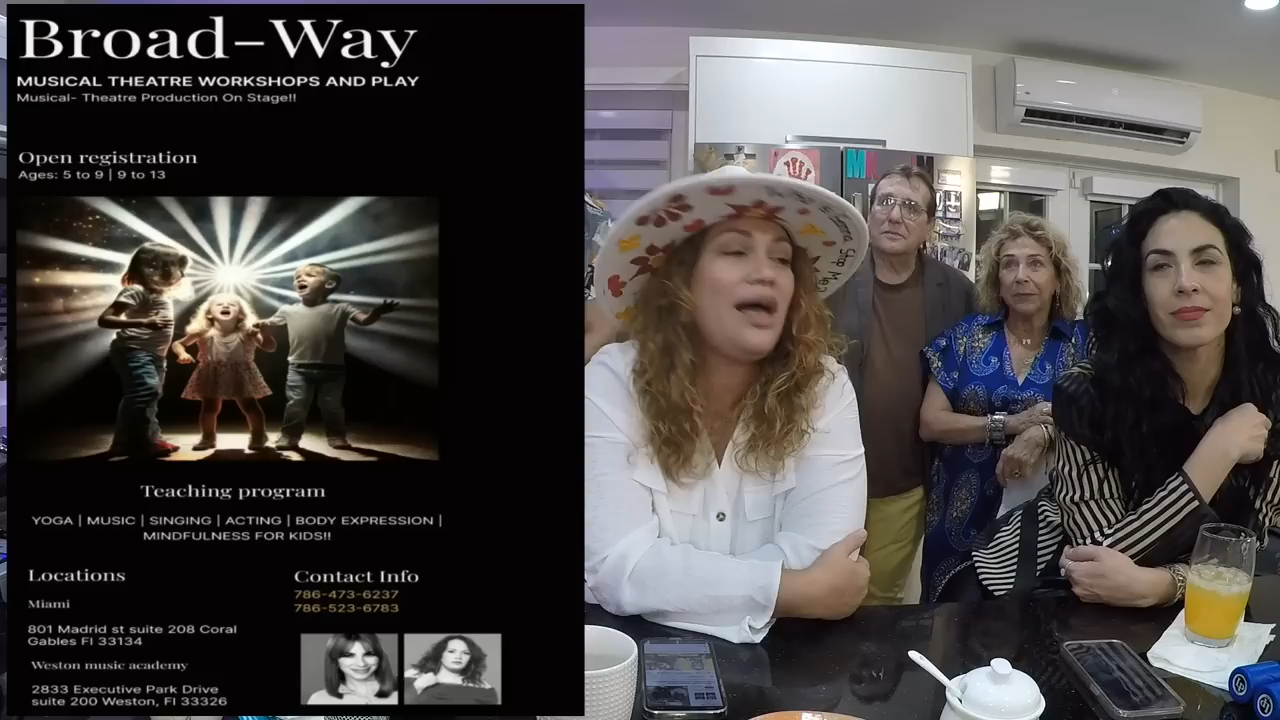 Broad-Way
MUSICAL THEATRE WORKSHOPS AND PLAY
Musical- Theatre Production On Stage!!
Open registration
Ages: 5 to 9 | 9 to 13
Teaching program
YOGA | MUSIC | SINGING | ACTING | BODY EXPRESSION |
MINDFULNESS FOR KIDS!!
Locations
Miami
801 Madrid st suite 208 Coral
Gables Fl 33134
Weston music academy
2833 Executive Park Drive
suite 200 Weston, FI 33326
Contact Info
786-473-6237
786-523-6783
Stop Me
M